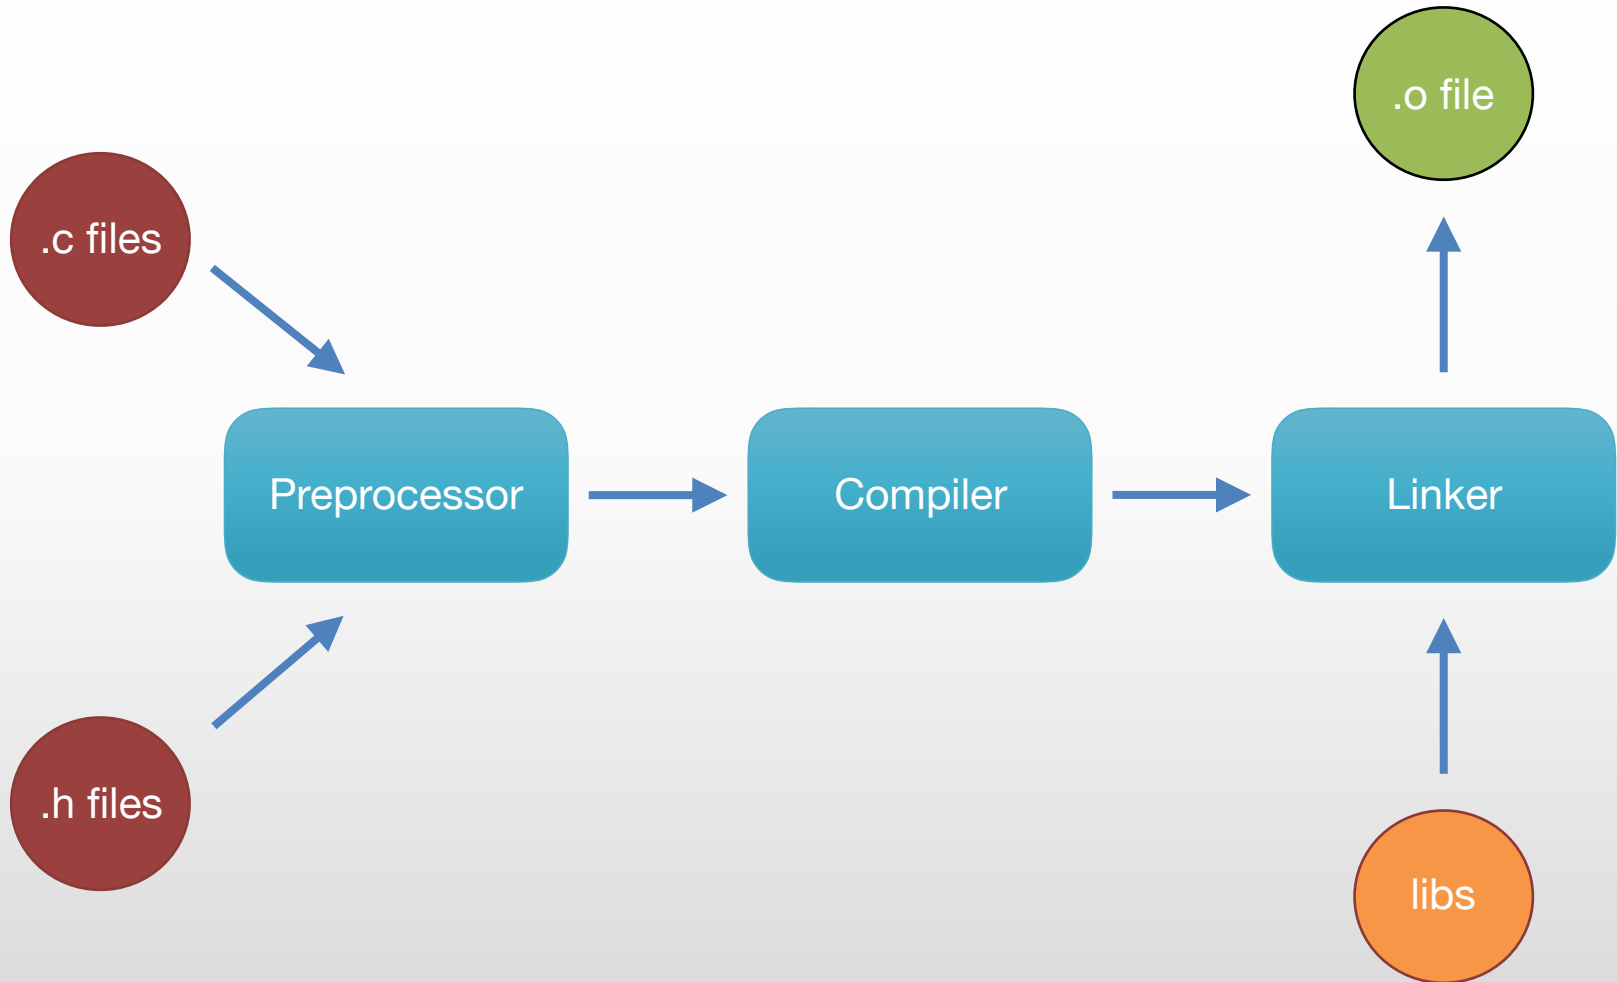 .o file
.c files
Preprocessor
Compiler
Linker
.h files
libs